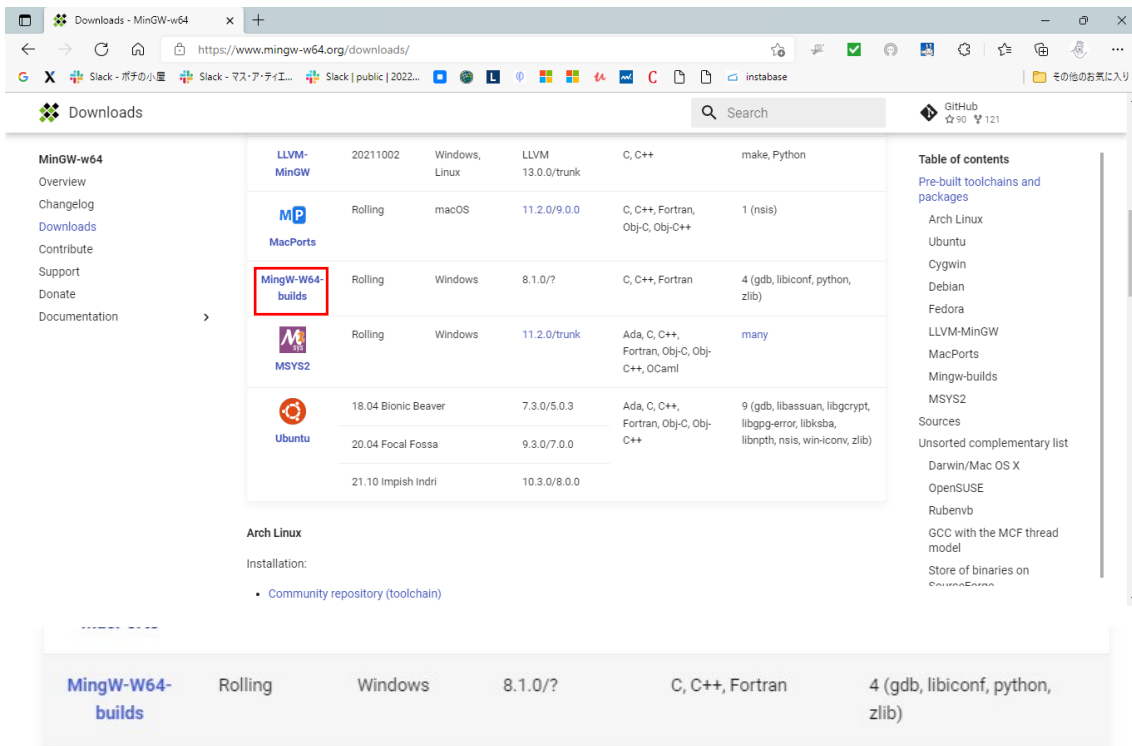 Downloads - MinGW-w64
https://www.mingw-w64.org/downloads/
Slack - ポチの小屋
Slack - マス・ア・テイエ...
Slack | public | 2022...
instabase
その他のお気に入り
Downloads
Search
GitHub
90 121
MinGW-w64
Overview
Changelog
Downloads
Contribute
Support
Donate
Documentation
LLVM-MinGW 20211002 Windows, Linux LLVM 13.0.0/trunk C, C++ make, Python
MacPorts Rolling macOS 11.2.0/9.0.0 C, C++, Fortran, Obj-C, Obj-C++ 1 (nsis)
MingW-W64-builds Rolling Windows 8.1.0/? C, C++, Fortran 4 (gdb, libiconf, python, zlib)
MSYS2 Rolling Windows 11.2.0/trunk Ada, C, C++, Fortran, Obj-C, Obj-C++, OCaml many
Ubuntu 18.04 Bionic Beaver 7.3.0/5.0.3 Ada, C, C++, Fortran, Obj-C, Obj-C++ 9 (gdb, libassuan, libgcrypt, libgpg-error, libksba, libnpth, nsis, win-iconv, zlib)
20.04 Focal Fossa 9.3.0/7.0.0
21.10 Impish Indri 10.3.0/8.0.0
Arch Linux
Installation:
Community repository (toolchain)
Table of contents
Pre-built toolchains and
packages
Arch Linux
Ubuntu
Cygwin
Debian
Fedora
LLVM-MinGW
MacPorts
Mingw-builds
MSYS2
Sources
Unsorted complementary list
Darwin/Mac OS X
OpenSUSE
Rubenvb
GCC with the MCF thread
model
Store of binaries on
SourceForge
MingW-W64-builds Rolling Windows 8.1.0/? C, C++, Fortran 4 (gdb, libiconf, python, zlib)